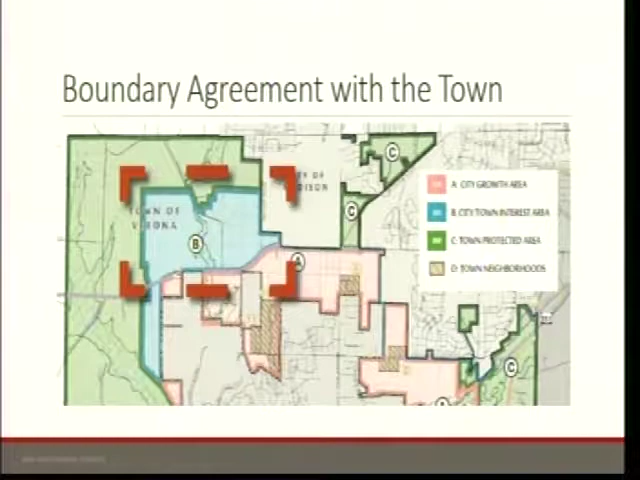 Boundary Agreement with the Town
C
A: CITY GROWTH AREA
C
B: CITY TOWN INTEREST AREA
TOWN OF
VERONA
B
C: TOWN PROTECTED AREA
A
D: TOWN NEIGHBORHOODS
C